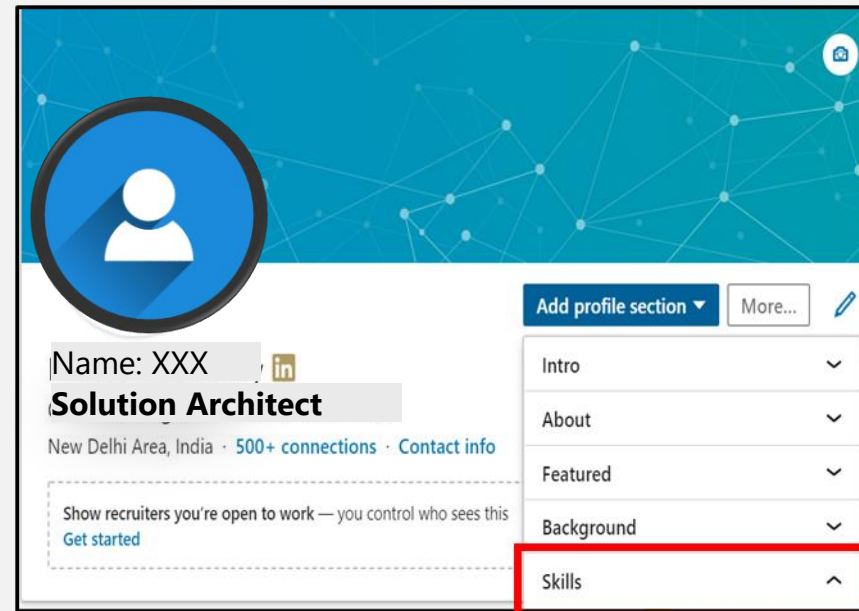 Add profile section
More...
Name: XXX
in
Solution Architect
New Delhi Area, India · 500+ connections · Contact info
Show recruiters you're open to work — you control who sees this
Get started
Intro
About
Featured
Background
Skills